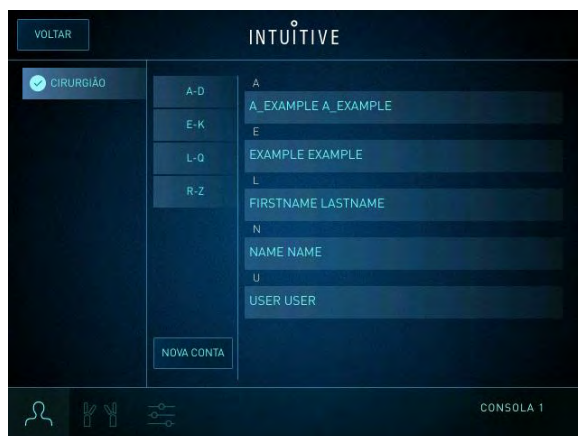 VOLTAR
INTUITIVE
CIRURGIÃO
A-D
E-K
L-Q
R-Z
NOVA CONTA
A
A_EXAMPLE A_EXAMPLE
E
EXAMPLE EXAMPLE
L
FIRSTNAME LASTNAME
N
NAME NAME
U
USER USER
CONSOLA 1